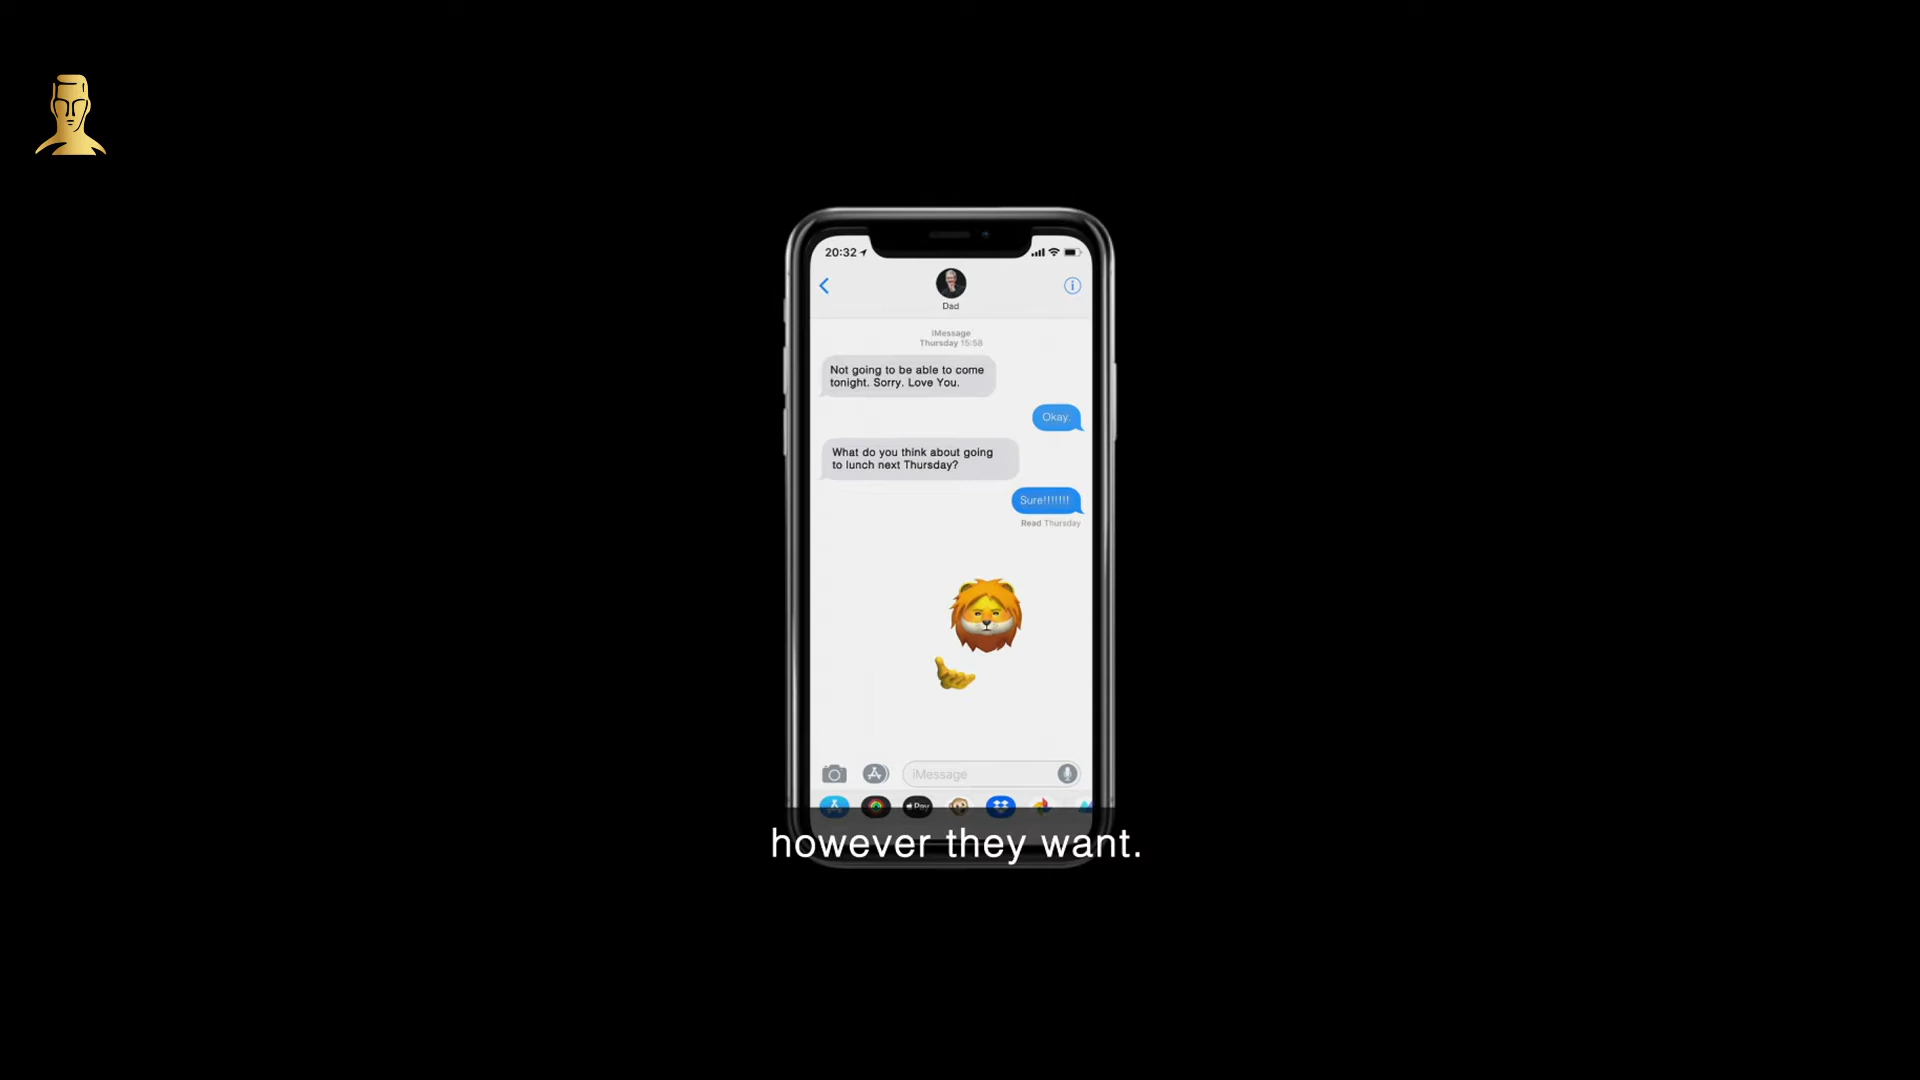 20:32
Dad
iMessage
Thursday 15:58
Not going to be able to come
tonight. Sorry. Love You.
Okay.
What do you think about going
to lunch next Thursday?
Sure!!!!!!!
Read Thursday
iMessage
Pay
however they want.